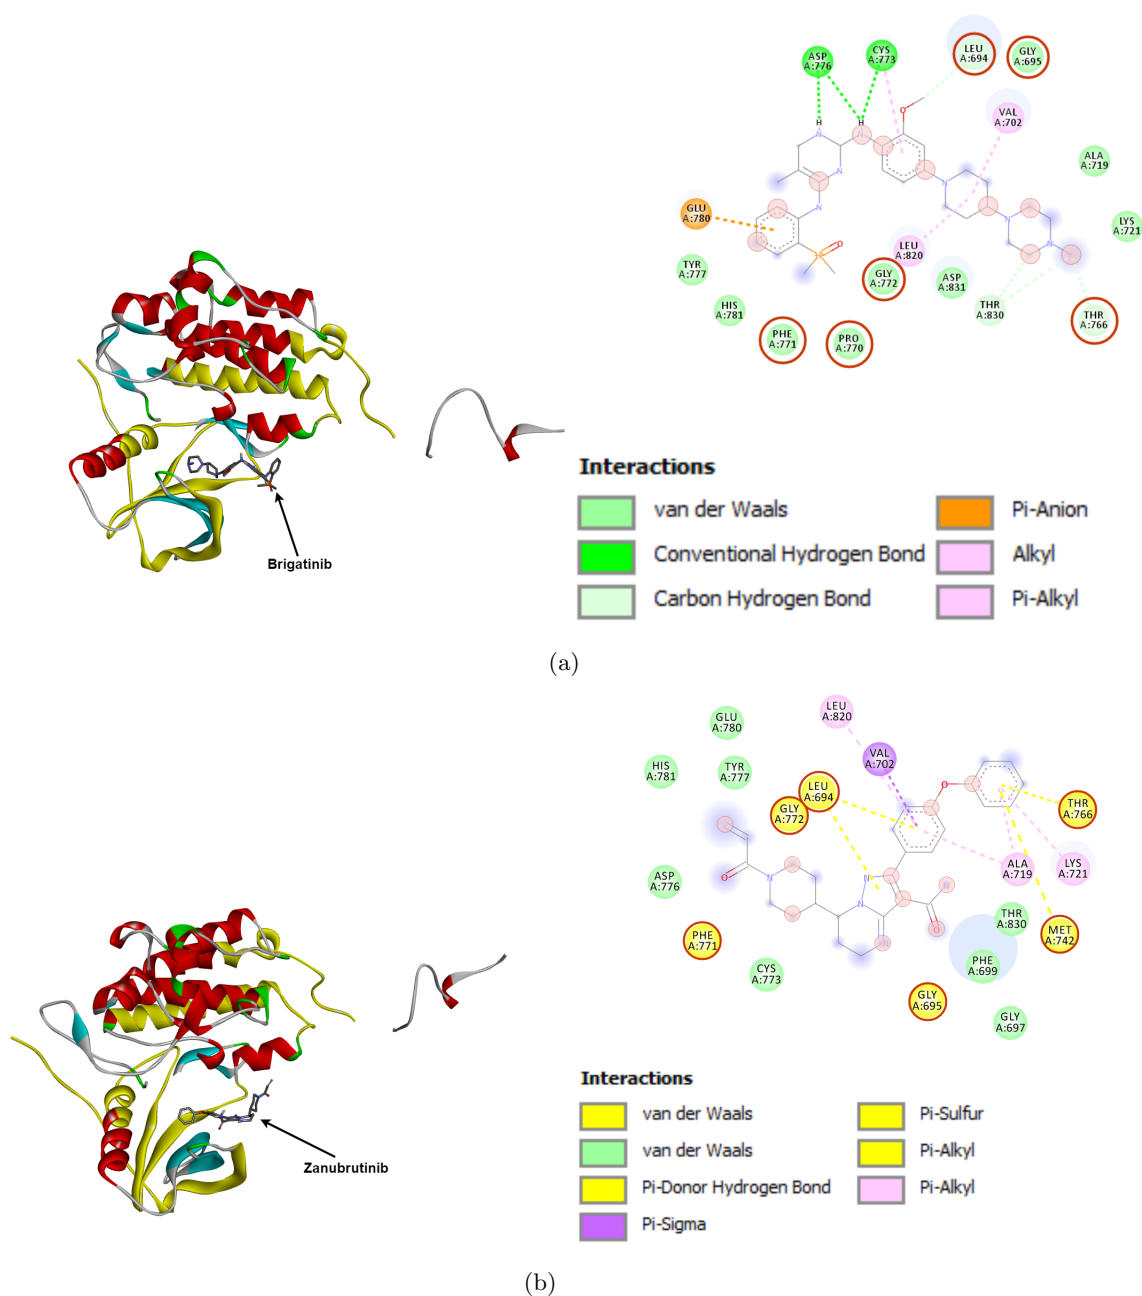 ASP
A:776
CYS
A:773
LEU
A:694
GLY
A:695
VAL
A:702
ALA
A:719
LYS
A:721
GLU
A:780
TYR
A:777
HIS
A:781
PHE
A:771
PRO
A:770
GLY
A:772
LEU
A:820
ASP
A:831
THR
A:830
THR
A:766
H
H
N
N
N
N
O
N
N
N
P
O
Brigatinib
Interactions
van der Waals
Conventional Hydrogen Bond
Carbon Hydrogen Bond
Pi-Anion
Alkyl
Pi-Alkyl
(a)
LEU
A:820
GLU
A:780
VAL
A:702
HIS
A:781
TYR
A:777
LEU
A:694
GLY
A:772
THR
A:766
ALA
A:719
LYS
A:721
ASP
A:776
PHE
A:771
CYS
A:773
THR
A:830
MET
A:742
PHE
A:699
GLY
A:695
GLY
A:697
O
O
N
N
N
N
N
O
Zanubrutinib
Interactions
van der Waals
van der Waals
Pi-Donor Hydrogen Bond
Pi-Sigma
Pi-Sulfur
Pi-Alkyl
Pi-Alkyl
(b)